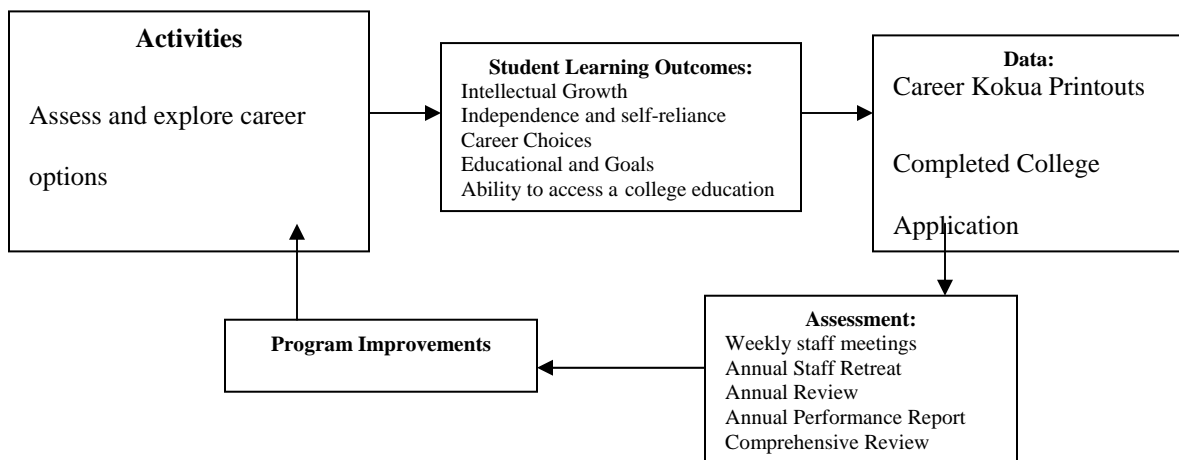 Activities
Assess and explore career
options
Student Learning Outcomes:
Intellectual Growth
Independence and self-reliance
Career Choices
Educational and Goals
Ability to access a college education
Data:
Career Kokua Printouts
Completed College
Application
Assessment:
Weekly staff meetings
Annual Staff Retreat
Annual Review
Annual Performance Report
Comprehensive Review
Program Improvements